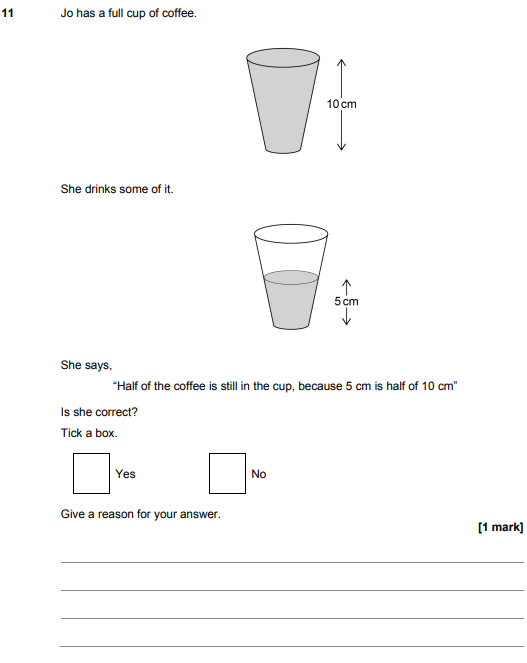 11 Jo has a full cup of coffee.
10 cm
She drinks some of it.
5 cm
She says,
“Half of the coffee is still in the cup, because 5 cm is half of 10 cm”
Is she correct?
Tick a box.
Yes No
Give a reason for your answer.
[1 mark]